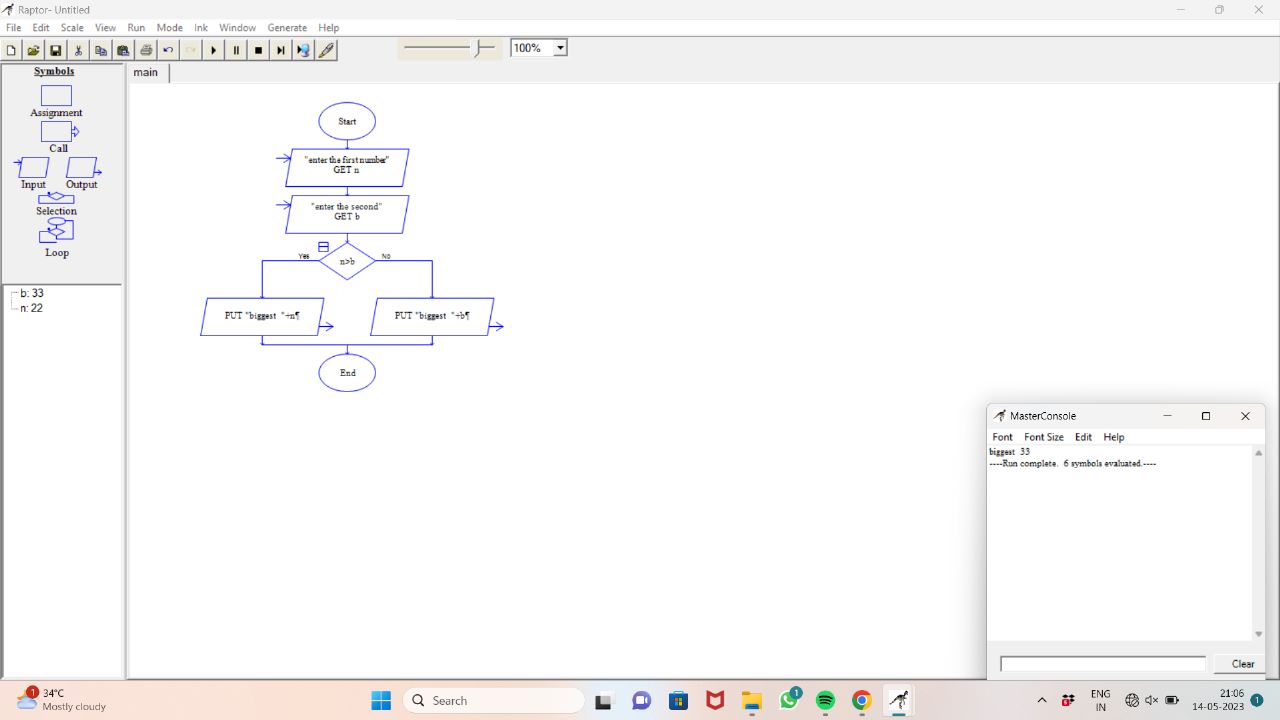 Raptor- Untitled
File Edit Scale View Run Mode Ink Window Generate Help
100%
Symbols
main
Assignment
Call
Input Output
Selection
Loop
b: 33
n: 22
Start
"enter the first number"
GET n
"enter the second"
GET b
Yes n>b No
PUT "biggest "+n¶ PUT "biggest "+b¶
End
MasterConsole
Font Font Size Edit Help
biggest 33
----Run complete. 6 symbols evaluated.----
Clear
1 34°C
Mostly cloudy
Search
1
ENG
IN
21:06
14-05-2023
1